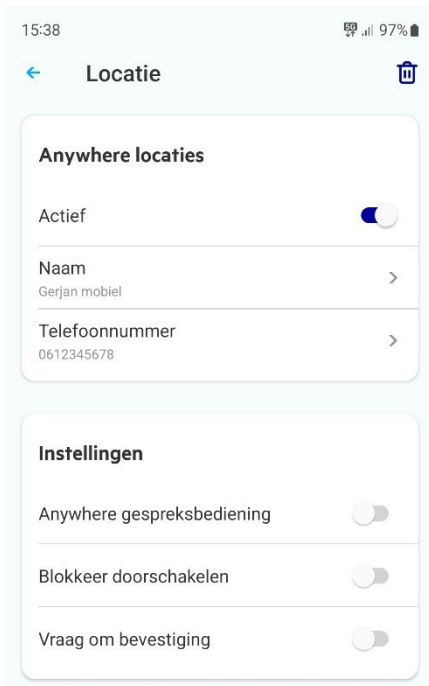 15:38
5G 97%
Locatie
Anywhere locaties
Actief
Naam
Gerjan mobiel
Telefoonnummer
0612345678
Instellingen
Anywhere gespreksbediening
Blokkeer doorschakelen
Vraag om bevestiging